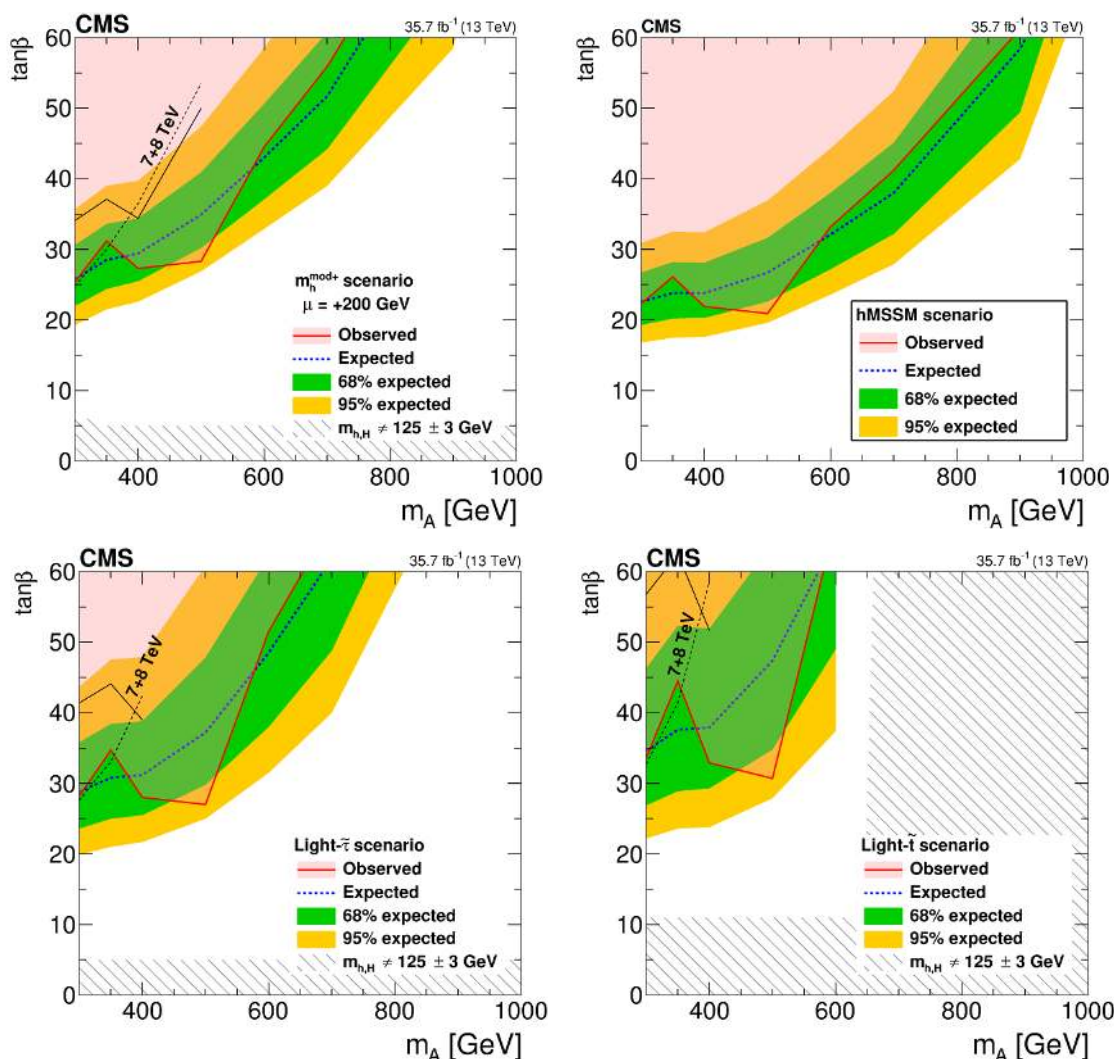 CMS 35.7 fb⁻¹ (13 TeV)
tanβ
60
50
40
30
20
10
0
7+8 TeV
m_h^mod+ scenario
μ = +200 GeV
Observed
Expected
68% expected
95% expected
m_h,H ≠ 125 ± 3 GeV
400 600 800 1000
m_A [GeV]
CMS 35.7 fb⁻¹ (13 TeV)
tanβ
60
50
40
30
20
10
0
hMSSM scenario
Observed
Expected
68% expected
95% expected
400 600 800 1000
m_A [GeV]
CMS 35.7 fb⁻¹ (13 TeV)
tanβ
60
50
40
30
20
10
0
7+8 TeV
Light-τ̃ scenario
Observed
Expected
68% expected
95% expected
m_h,H ≠ 125 ± 3 GeV
400 600 800 1000
m_A [GeV]
CMS 35.7 fb⁻¹ (13 TeV)
tanβ
60
50
40
30
20
10
0
7+8 TeV
Light-t̃ scenario
Observed
Expected
68% expected
95% expected
m_h,H ≠ 125 ± 3 GeV
400 600 800 1000
m_A [GeV]